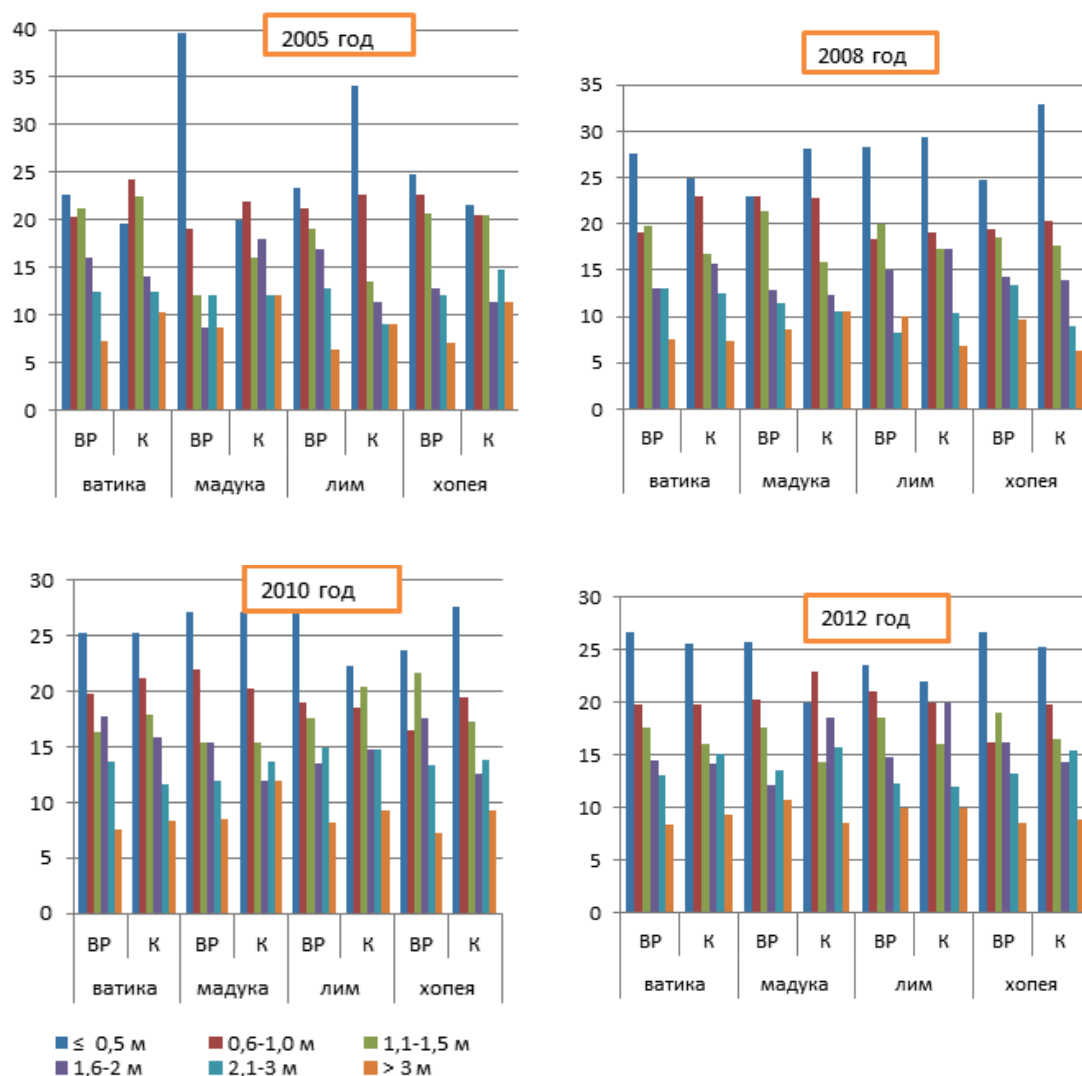 2005 год
40
35
30
25
20
15
10
5
0
ВР К ВР К ВР К ВР К
ватика мадука лим хопея
2008 год
35
30
25
20
15
10
5
0
ВР К ВР К ВР К ВР К
ватика мадука лим хопея
2010 год
30
25
20
15
10
5
0
ВР К ВР К ВР К ВР К
ватика мадука лим хопея
2012 год
30
25
20
15
10
5
0
ВР К ВР К ВР К ВР К
ватика мадука лим хопея
≤ 0,5 м 0,6-1,0 м 1,1-1,5 м
1,6-2 м 2,1-3 м > 3 м